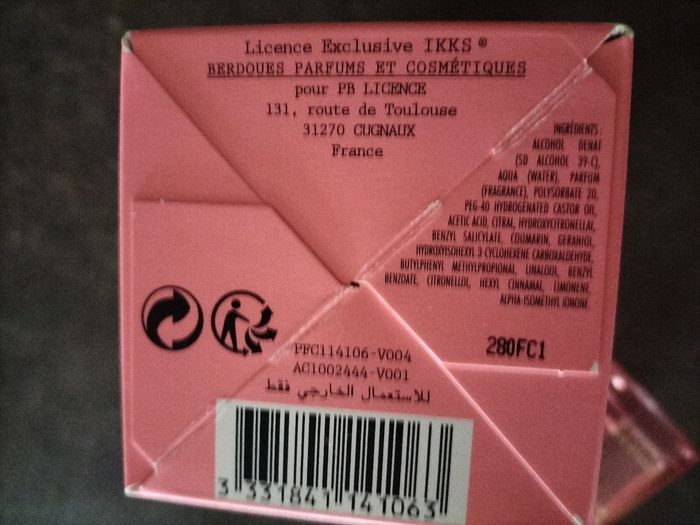 Licence Exclusive IKKS ®
BERDOUES PARFUMS ET COSMÉTIQUES
pour PB LICENCE
131, route de Toulouse
31270 CUGNAUX
France
INGRÉDIENTS :
ALCOHOL DENAT
(SD ALCOHOL 39-C),
AQUA (WATER), PARFUM
(FRAGRANCE), POLYSORBATE 20,
PEG-40 HYDROGENATED CASTOR OIL,
ACETIC ACID, CITRAL, HYDROXYCITRONELLAL,
BENZYL SALICYLATE, COUMARIN, GERANIOL,
HYDROXYISOHEXYL 3-CYCLOHEXENE CARBOXALDEHYDE,
BUTYLPHENYL METHYLPROPIONAL, LINALOOL, BENZYL
BENZOATE, CITRONELLOL, HEXYL CINNAMAL, LIMONENE,
ALPHA-ISOMETHYL IONONE.
280FC1
PFC114106-V004
AC1002444-V001
للاستعمال الخارجي فقط
3 331841 141063